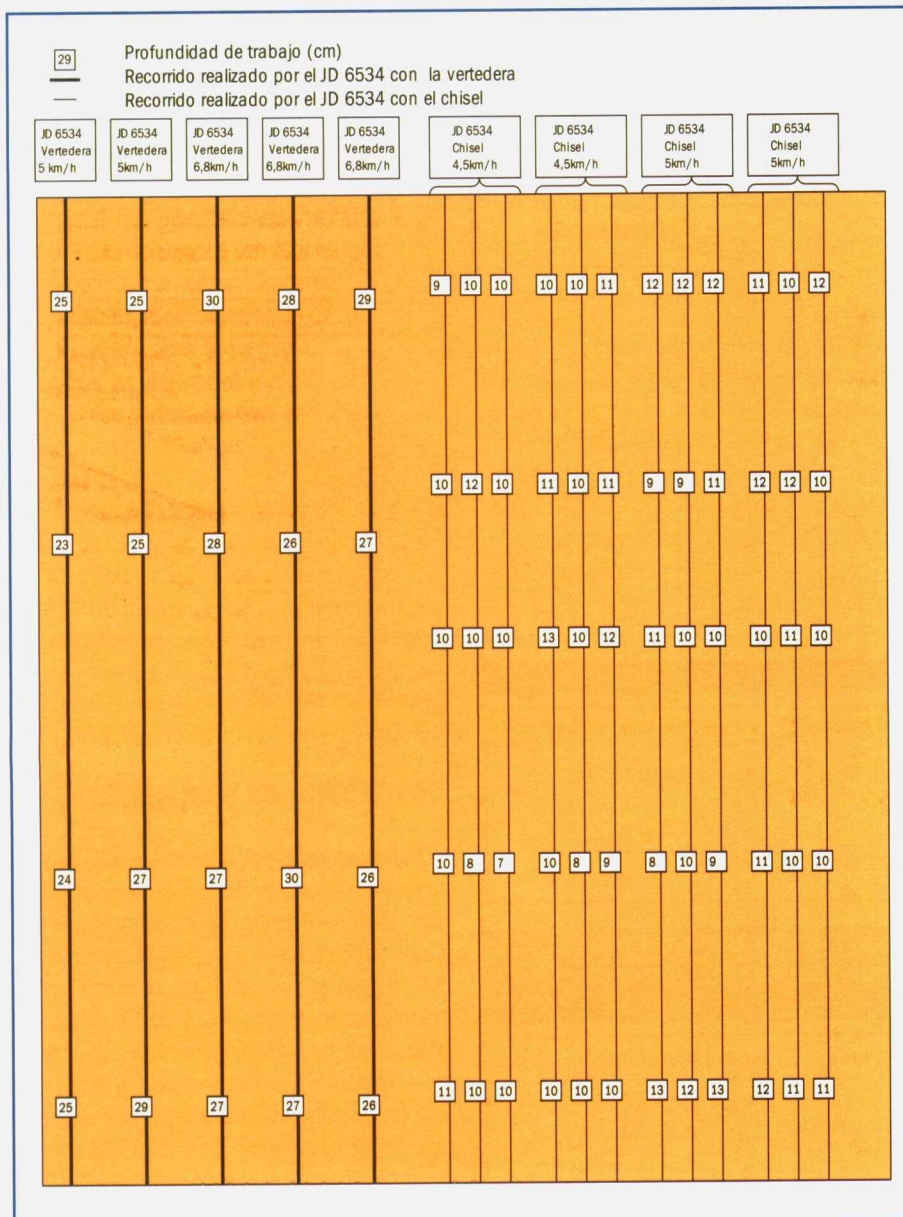 29 Profundidad de trabajo (cm)
Recorrido realizado por el JD 6534 con la vertedera
Recorrido realizado por el JD 6534 con el chisel
JD 6534
Vertedera
5 km/h
JD 6534
Vertedera
5km/h
JD 6534
Vertedera
6,8km/h
JD 6534
Vertedera
6,8km/h
JD 6534
Vertedera
6,8km/h
JD 6534
Chisel
4,5km/h
JD 6534
Chisel
4,5km/h
JD 6534
Chisel
5km/h
JD 6534
Chisel
5km/h
25 25 30 28 29 9 10 10 10 10 11 12 12 12 11 10 12
10 12 10 11 10 11 9 9 11 12 12 10
23 25 28 26 27
10 10 10 13 10 12 11 10 10 10 11 10
24 27 27 30 26 10 8 7 10 8 9 8 10 9 11 10 10
25 29 27 27 26 11 10 10 10 10 10 13 12 13 12 11 11